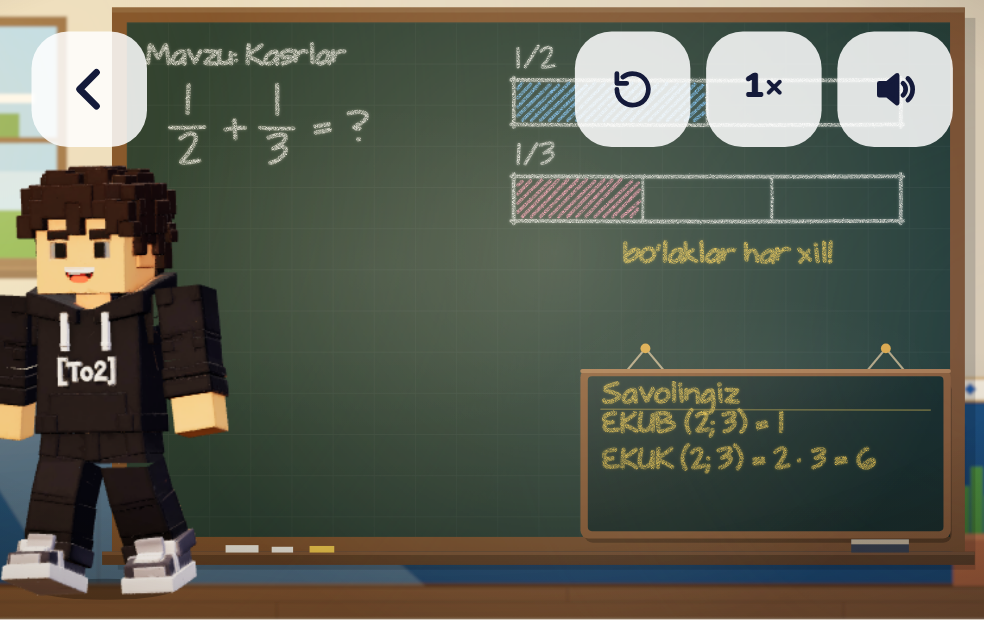 Mavzu: Kasrlar
1/2 + 1/3 = ?
1/2
1×
1/3
bo'laklar har xil!
[To2]
Savolingiz
EKUB (2; 3) = 1
EKUK (2; 3) = 2 · 3 = 6